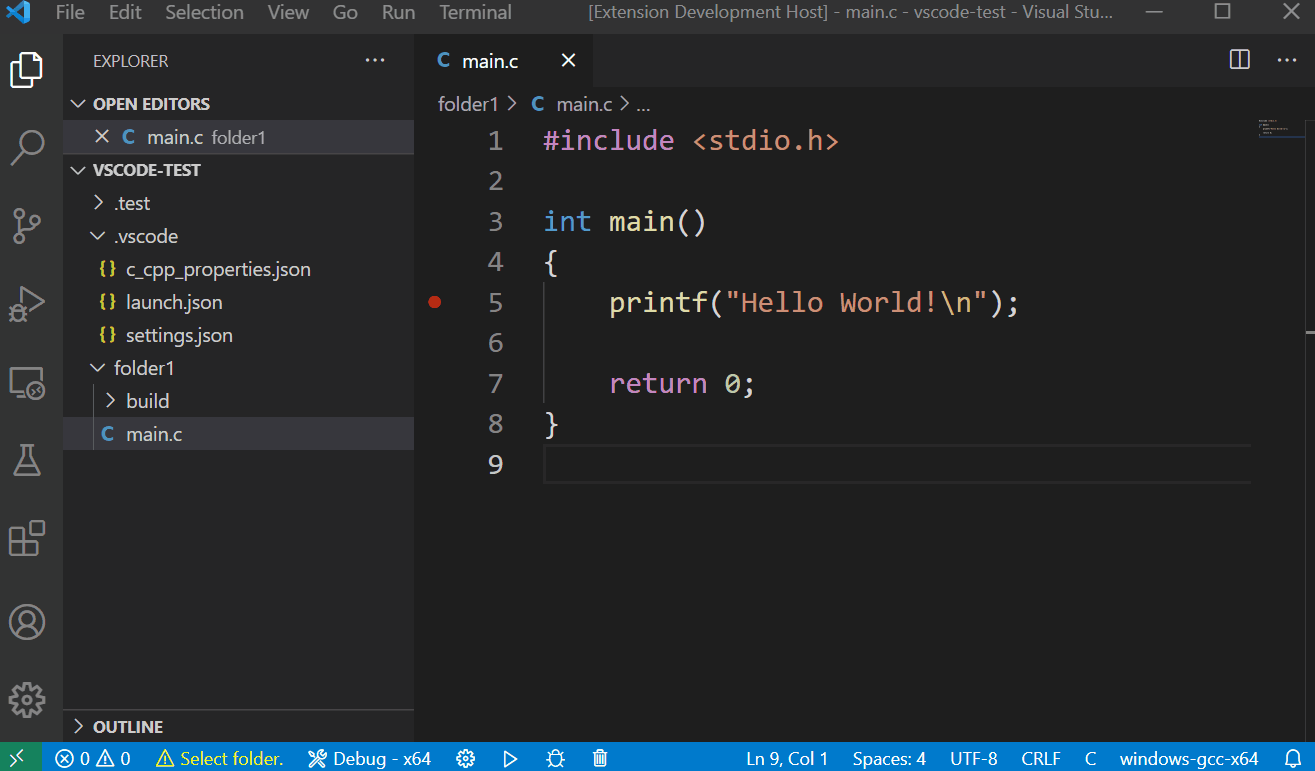 File Edit Selection View Go Run Terminal [Extension Development Host] - main.c - vscode-test - Visual Stu...
EXPLORER
OPEN EDITORS
C main.c folder1
VSCODE-TEST
.test
.vscode
{} c_cpp_properties.json
{} launch.json
{} settings.json
folder1
build
C main.c
OUTLINE
C main.c
folder1 > C main.c > ...
1 #include <stdio.h>
2
3 int main()
4 {
5 printf("Hello World!\n");
6
7 return 0;
8 }
9
0 0 Select folder. Debug - x64 Ln 9, Col 1 Spaces: 4 UTF-8 CRLF C windows-gcc-x64